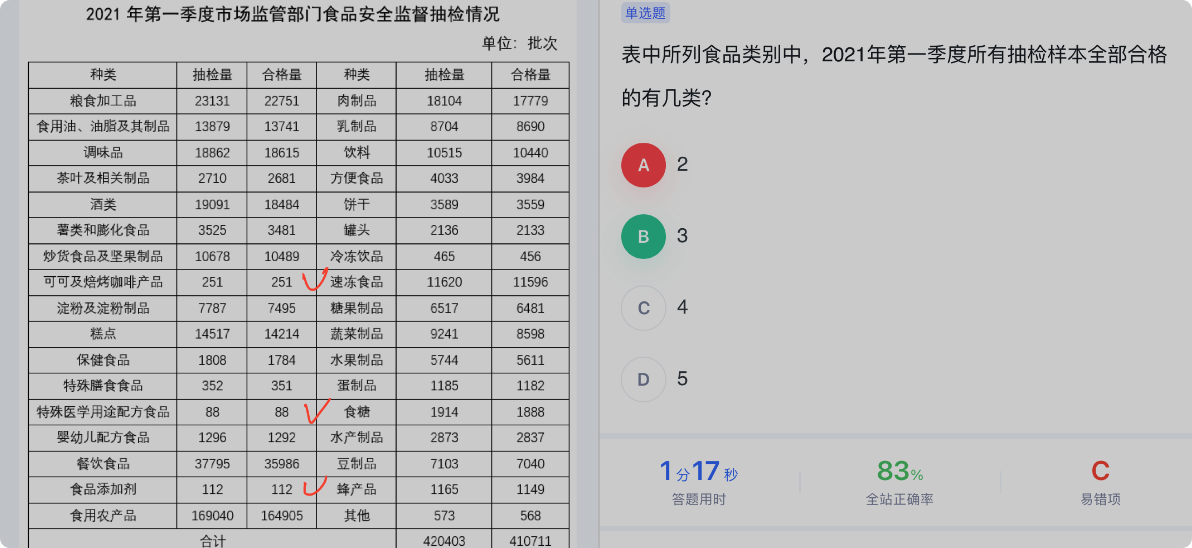 2021 年第一季度市场监管部门食品安全监督抽检情况
单位：批次
种类 抽检量 合格量 种类 抽检量 合格量
粮食加工品 23131 22751 肉制品 18104 17779
食用油、油脂及其制品 13879 13741 乳制品 8704 8690
调味品 18862 18615 饮料 10515 10440
茶叶及相关制品 2710 2681 方便食品 4033 3984
酒类 19091 18484 饼干 3589 3559
薯类和膨化食品 3525 3481 罐头 2136 2133
炒货食品及坚果制品 10678 10489 冷冻饮品 465 456
可可及焙烤咖啡产品 251 251 速冻食品 11620 11596
淀粉及淀粉制品 7787 7495 糖果制品 6517 6481
糕点 14517 14214 蔬菜制品 9241 8598
保健食品 1808 1784 水果制品 5744 5611
特殊膳食食品 352 351 蛋制品 1185 1182
特殊医学用途配方食品 88 88 食糖 1914 1888
婴幼儿配方食品 1296 1292 水产制品 2873 2837
餐饮食品 37795 35986 豆制品 7103 7040
食品添加剂 112 112 蜂产品 1165 1149
食用农产品 169040 164905 其他 573 568
合计 420403 410711
单选题
表中所列食品类别中，2021年第一季度所有抽检样本全部合格
的有几类?
A 2
B 3
C 4
D 5
1分17秒 83% C
答题用时 全站正确率 易错项